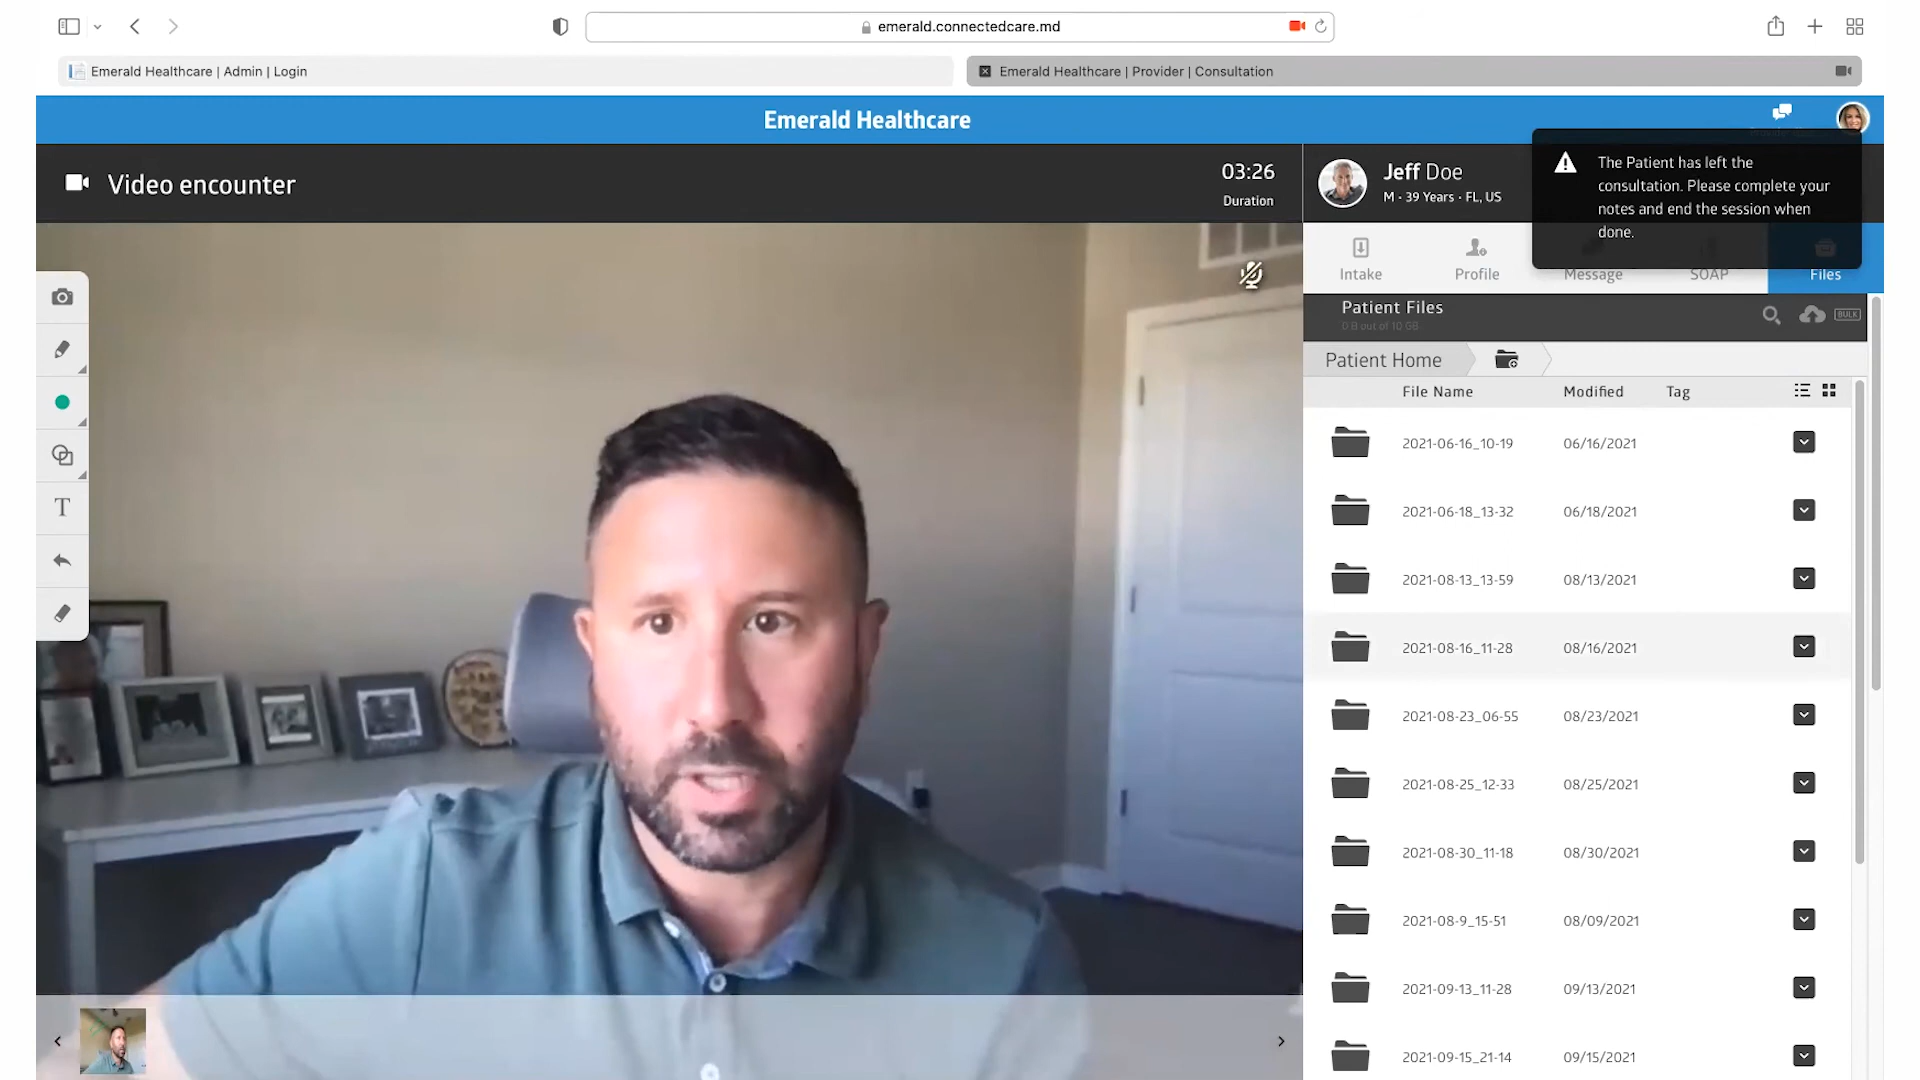 emerald.connectedcare.md
Emerald Healthcare | Admin | Login
Emerald Healthcare | Provider | Consultation
Emerald Healthcare
Video encounter
03:26
Duration
Jeff Doe
M - 39 Years - FL, US
The Patient has left the
consultation. Please complete your
notes and end the session when
done.
Intake
Profile
Message
SOAP
Files
Patient Files
0 B out of 10 GB
BULK
Patient Home
File Name Modified Tag
2021-06-16_10-19 06/16/2021
2021-06-18_13-32 06/18/2021
2021-08-13_13-59 08/13/2021
2021-08-16_11-28 08/16/2021
T
2021-08-23_06-55 08/23/2021
2021-08-25_12-33 08/25/2021
2021-08-30_11-18 08/30/2021
2021-08-9_15-51 08/09/2021
2021-09-13_11-28 09/13/2021
2021-09-15_21-14 09/15/2021